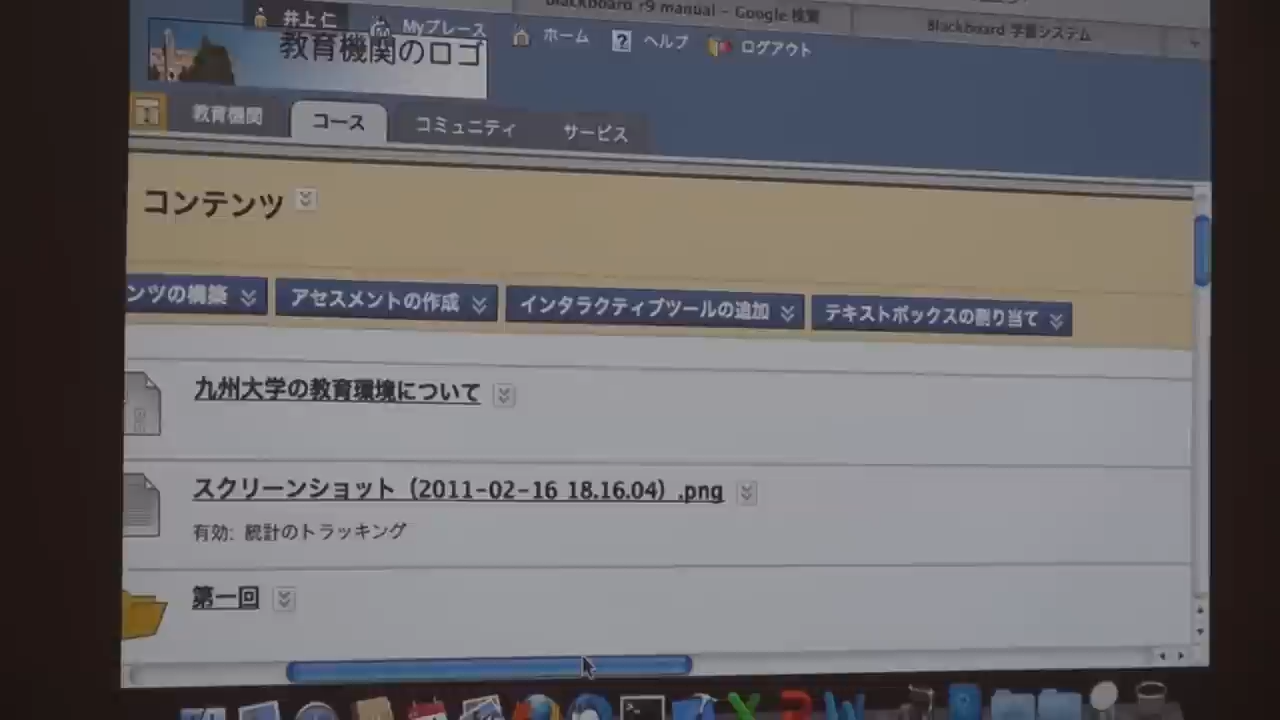 blackboard r9 manual - Google 検索
Blackboard 学習システム
井上 仁
Myプレース
ホーム
ヘルプ
ログアウト
教育機関のロゴ
教育機関
コース
コミュニティ
サービス
コンテンツ
ンツの構築
アセスメントの作成
インタラクティブツールの追加
テキストボックスの割り当て
九州大学の教育環境について
スクリーンショット（2011-02-16 18.16.04）.png
有効: 統計のトラッキング
第一回